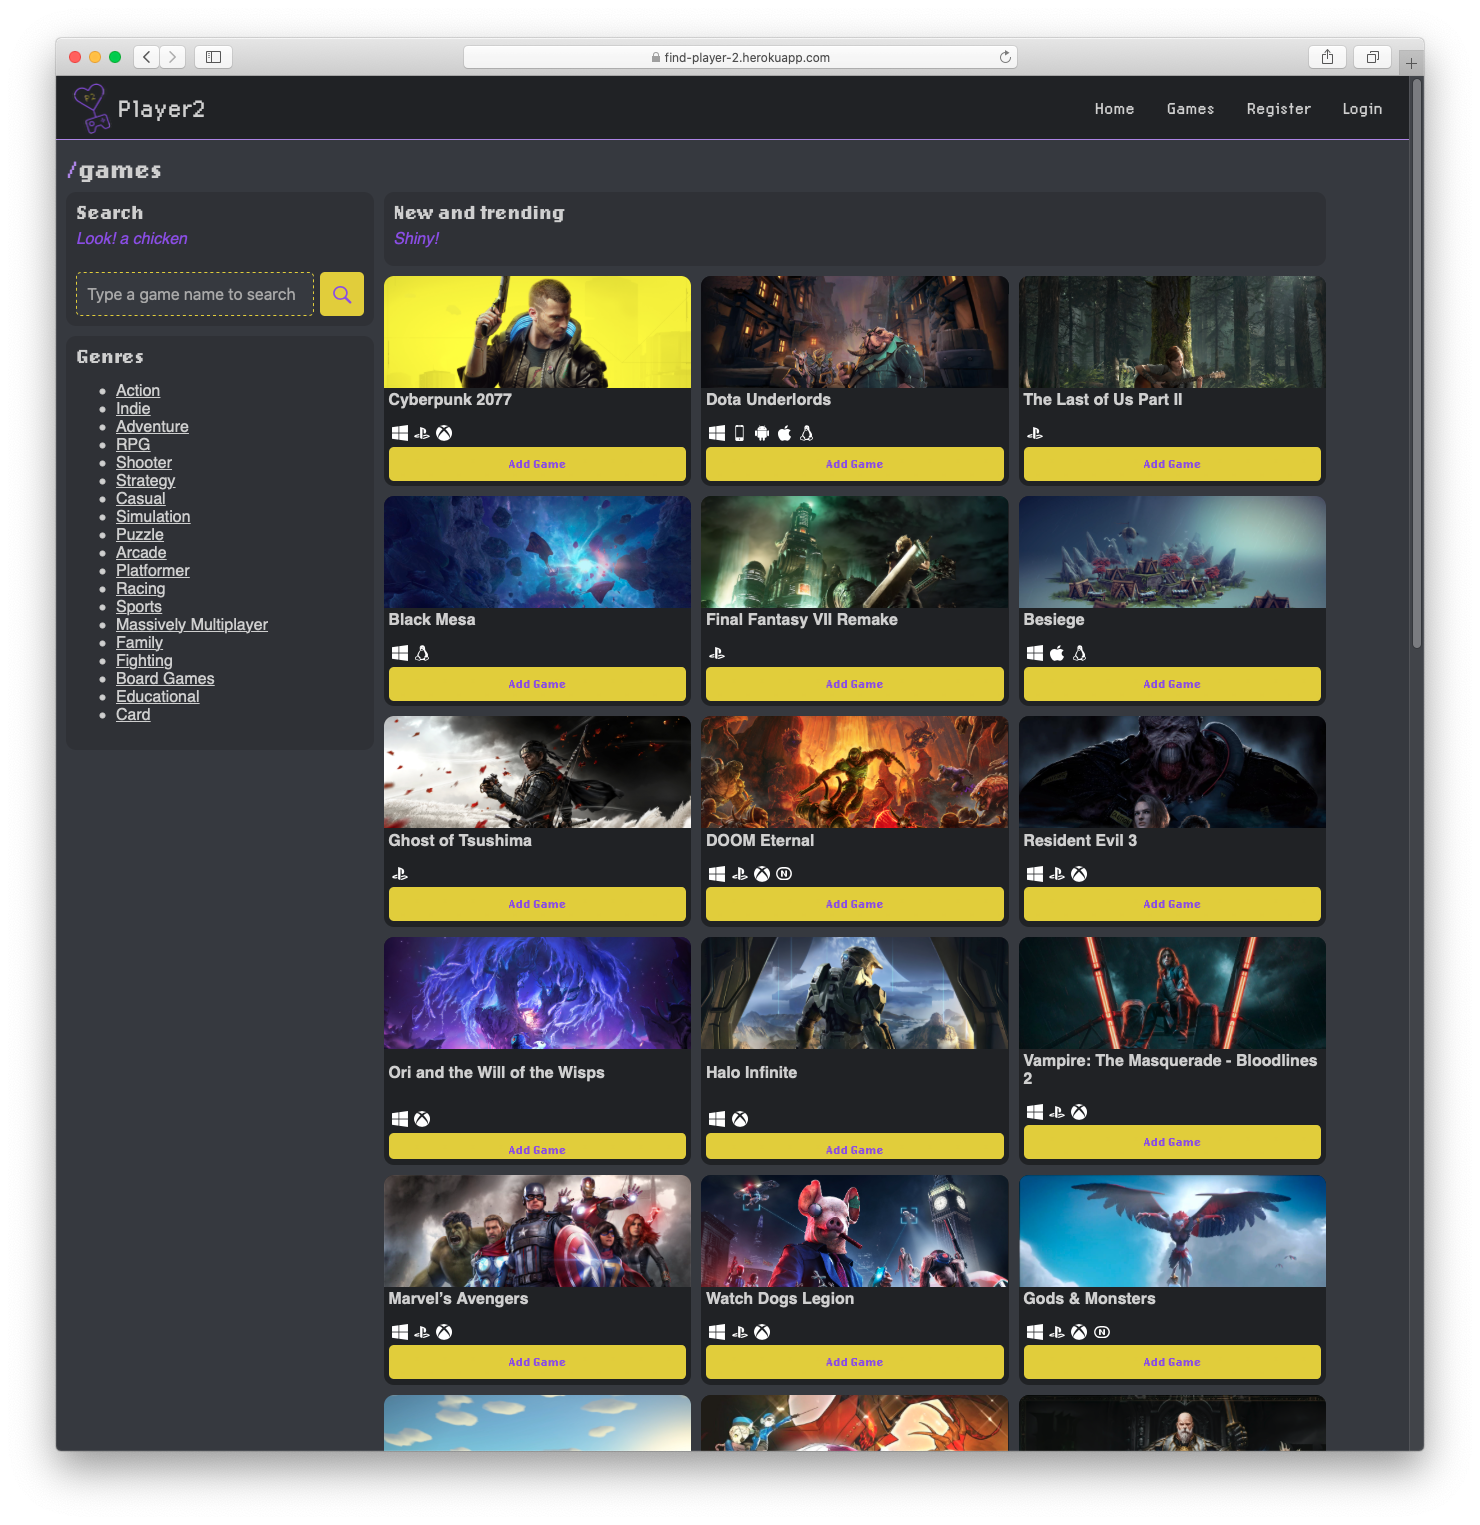 find-player-2.herokuapp.com
P2
Player2
Home
Games
Register
Login
/games
Search
Look! a chicken
Type a game name to search
Genres
Action
Indie
Adventure
RPG
Shooter
Strategy
Casual
Simulation
Puzzle
Arcade
Platformer
Racing
Sports
Massively Multiplayer
Family
Fighting
Board Games
Educational
Card
New and trending
Shiny!
Cyberpunk 2077
Add Game
Dota Underlords
Add Game
The Last of Us Part II
Add Game
Black Mesa
Add Game
Final Fantasy VII Remake
Add Game
Besiege
Add Game
Ghost of Tsushima
Add Game
DOOM Eternal
Add Game
Resident Evil 3
Add Game
Ori and the Will of the Wisps
Add Game
Halo Infinite
Add Game
Vampire: The Masquerade - Bloodlines
2
Add Game
Marvel's Avengers
Add Game
Watch Dogs Legion
Add Game
Gods & Monsters
Add Game